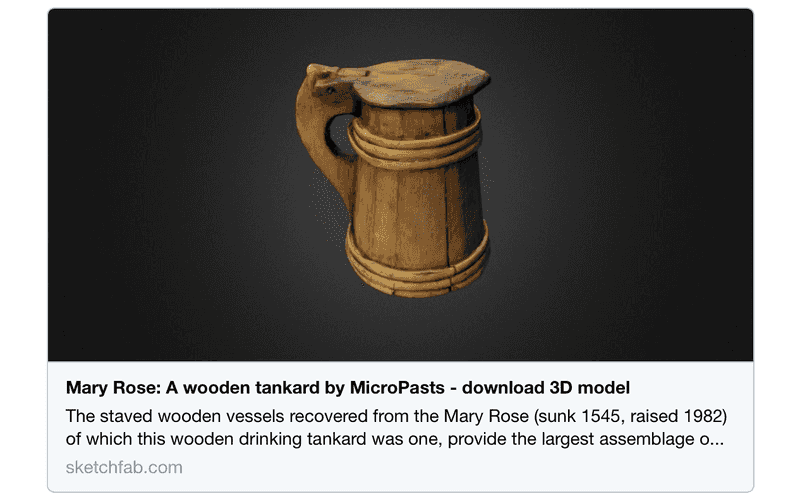 Mary Rose: A wooden tankard by MicroPasts - download 3D model
The staved wooden vessels recovered from the Mary Rose (sunk 1545, raised 1982)
of which this wooden drinking tankard was one, provide the largest assemblage o...
sketchfab.com